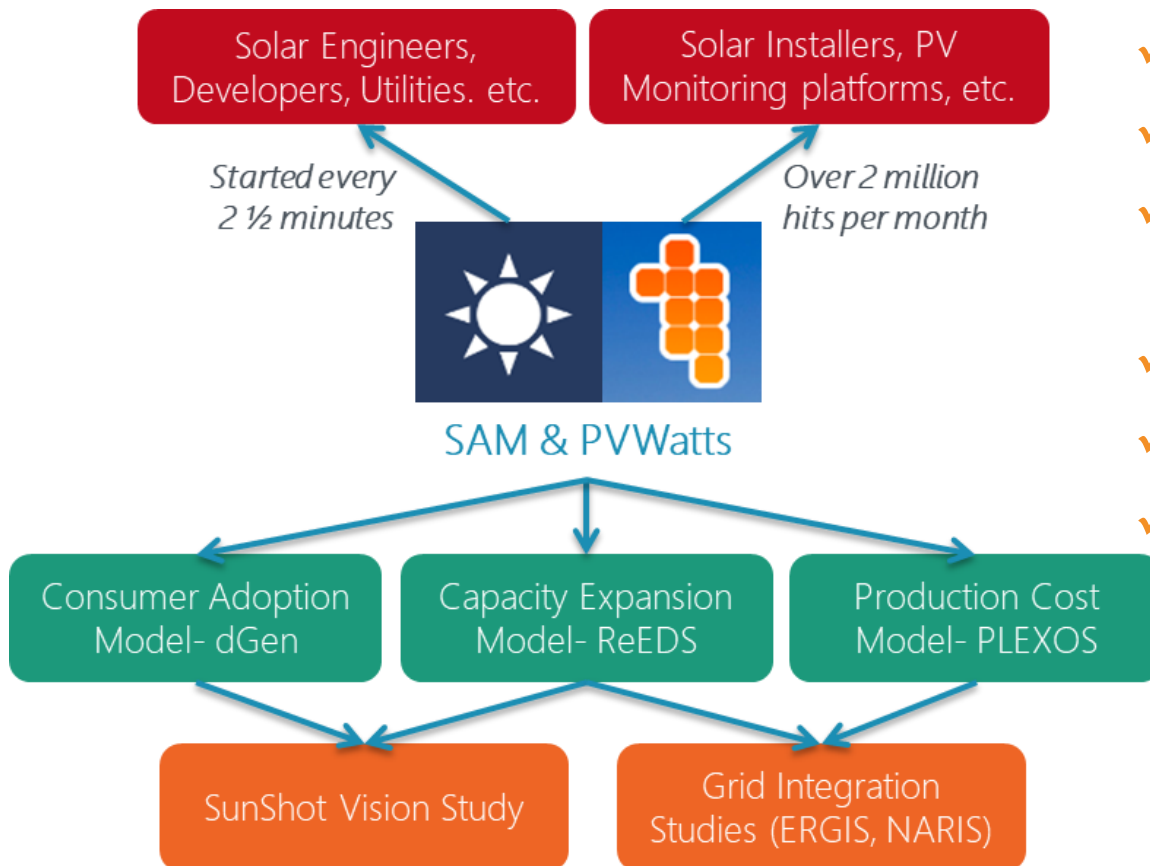 Solar Engineers,
Developers, Utilities. etc.
Solar Installers, PV
Monitoring platforms, etc.
Started every
2 ½ minutes
Over 2 million
hits per month
SAM & PVWatts
Consumer Adoption
Model- dGen
Capacity Expansion
Model- ReEDS
Production Cost
Model- PLEXOS
SunShot Vision Study
Grid Integration
Studies (ERGIS, NARIS)